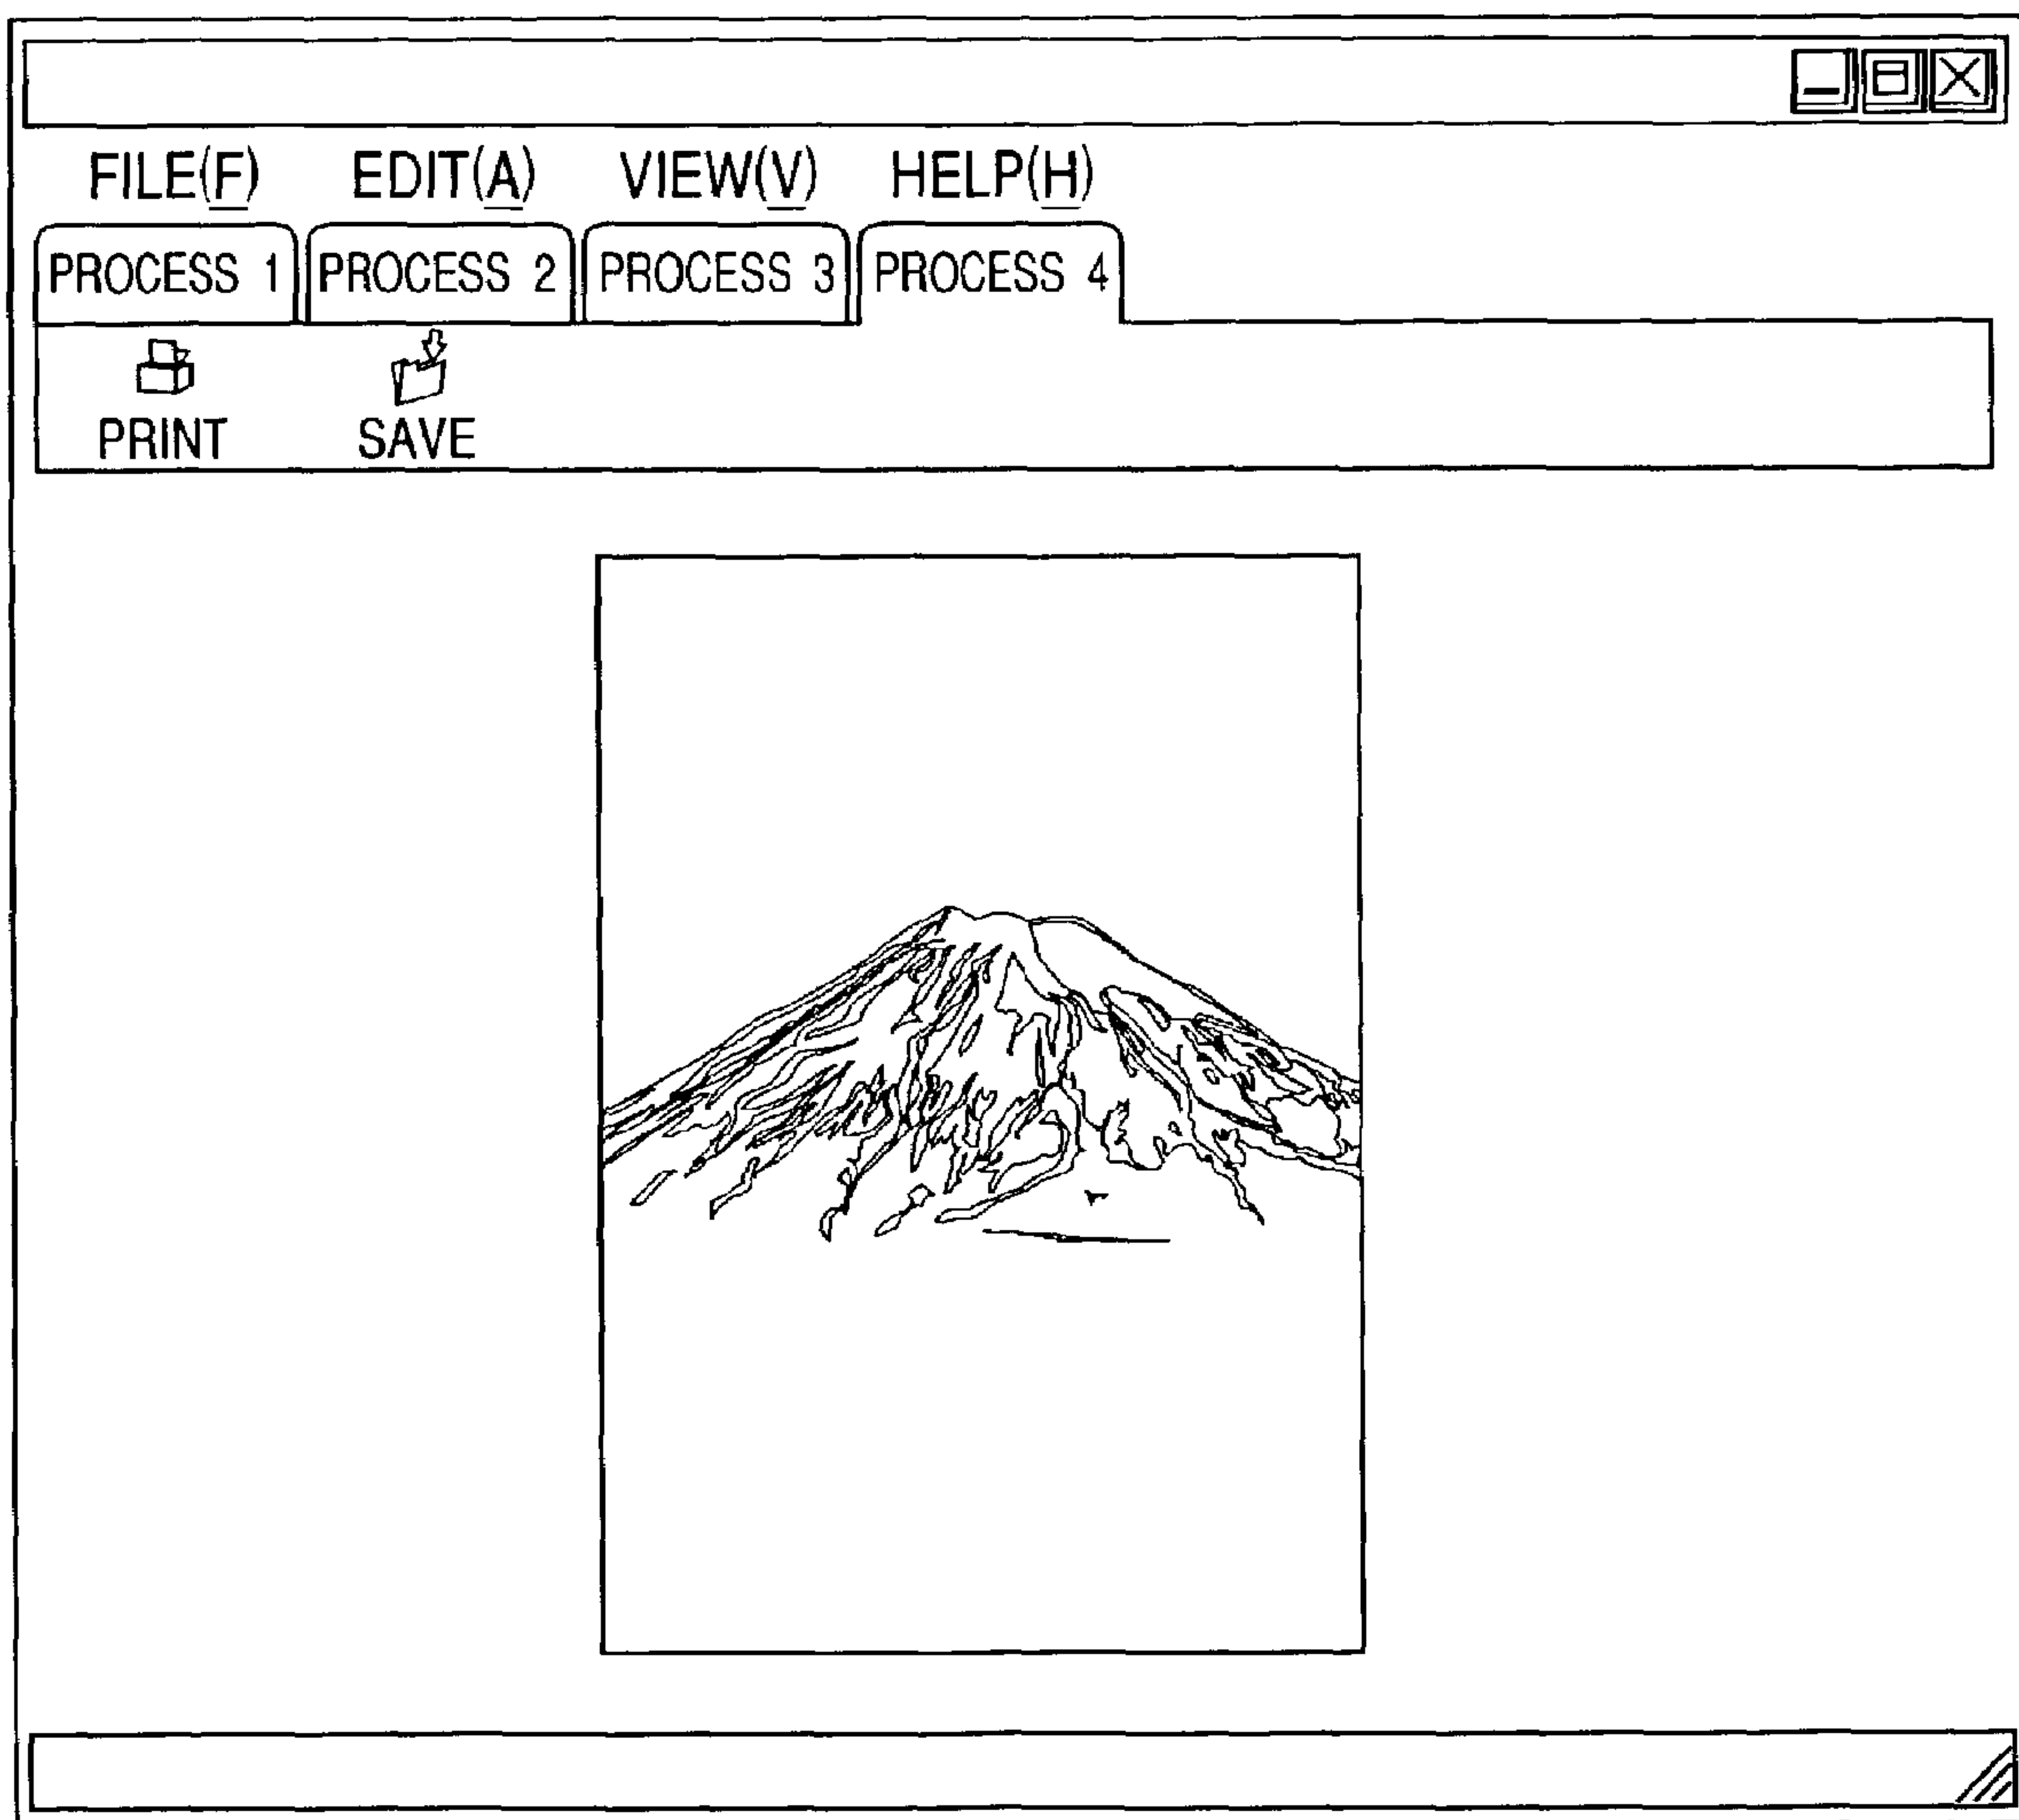 FILE(F) EDIT(A) VIEW(V) HELP(H)
PROCESS 1 PROCESS 2 PROCESS 3 PROCESS 4
PRINT SAVE